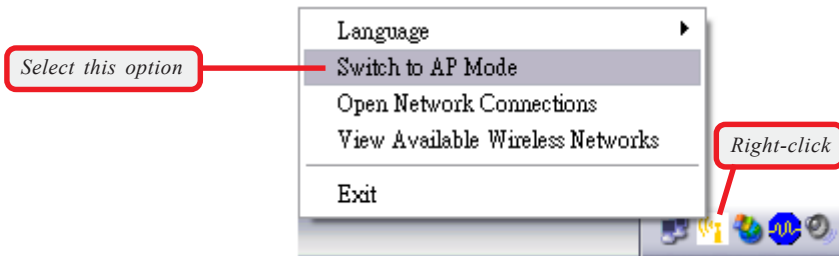 Language
Select this option
Switch to AP Mode
Open Network Connections
View Available Wireless Networks
Right-click
Exit